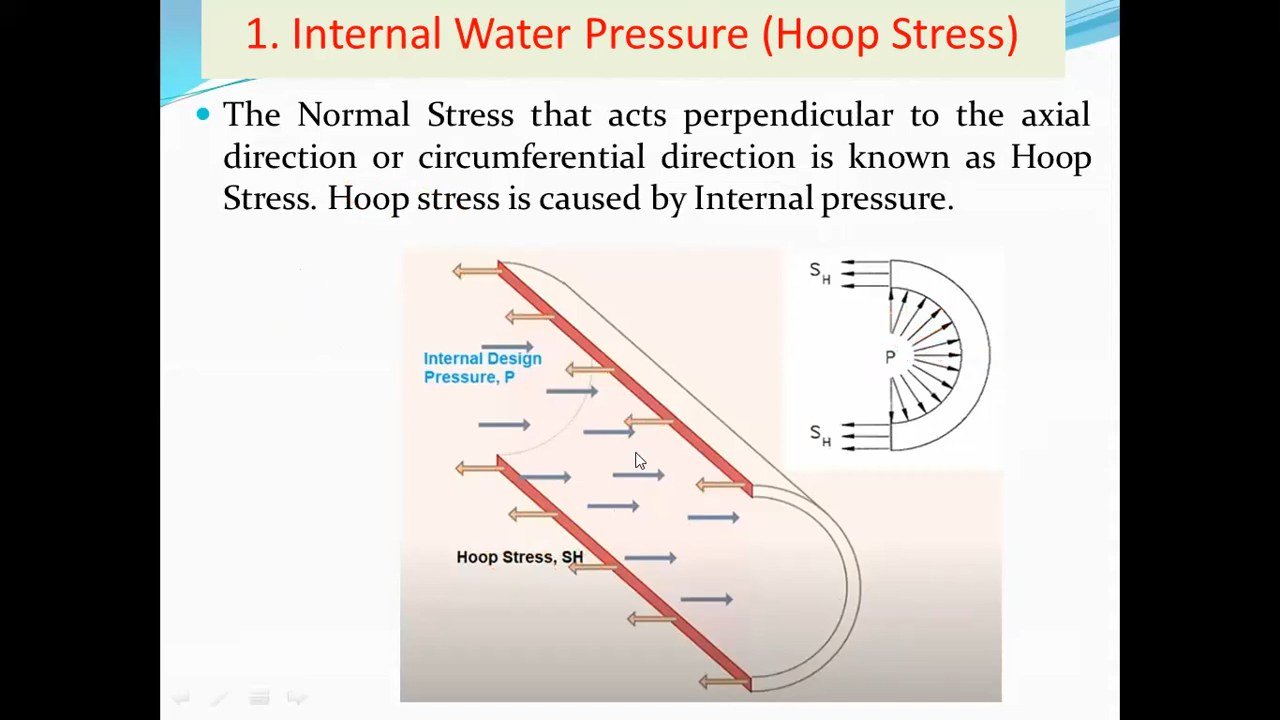 1. Internal Water Pressure (Hoop Stress)
The Normal Stress that acts perpendicular to the axial
direction or circumferential direction is known as Hoop
Stress. Hoop stress is caused by Internal pressure.
Internal Design
Pressure, P
Hoop Stress, SH
SH
P
SH